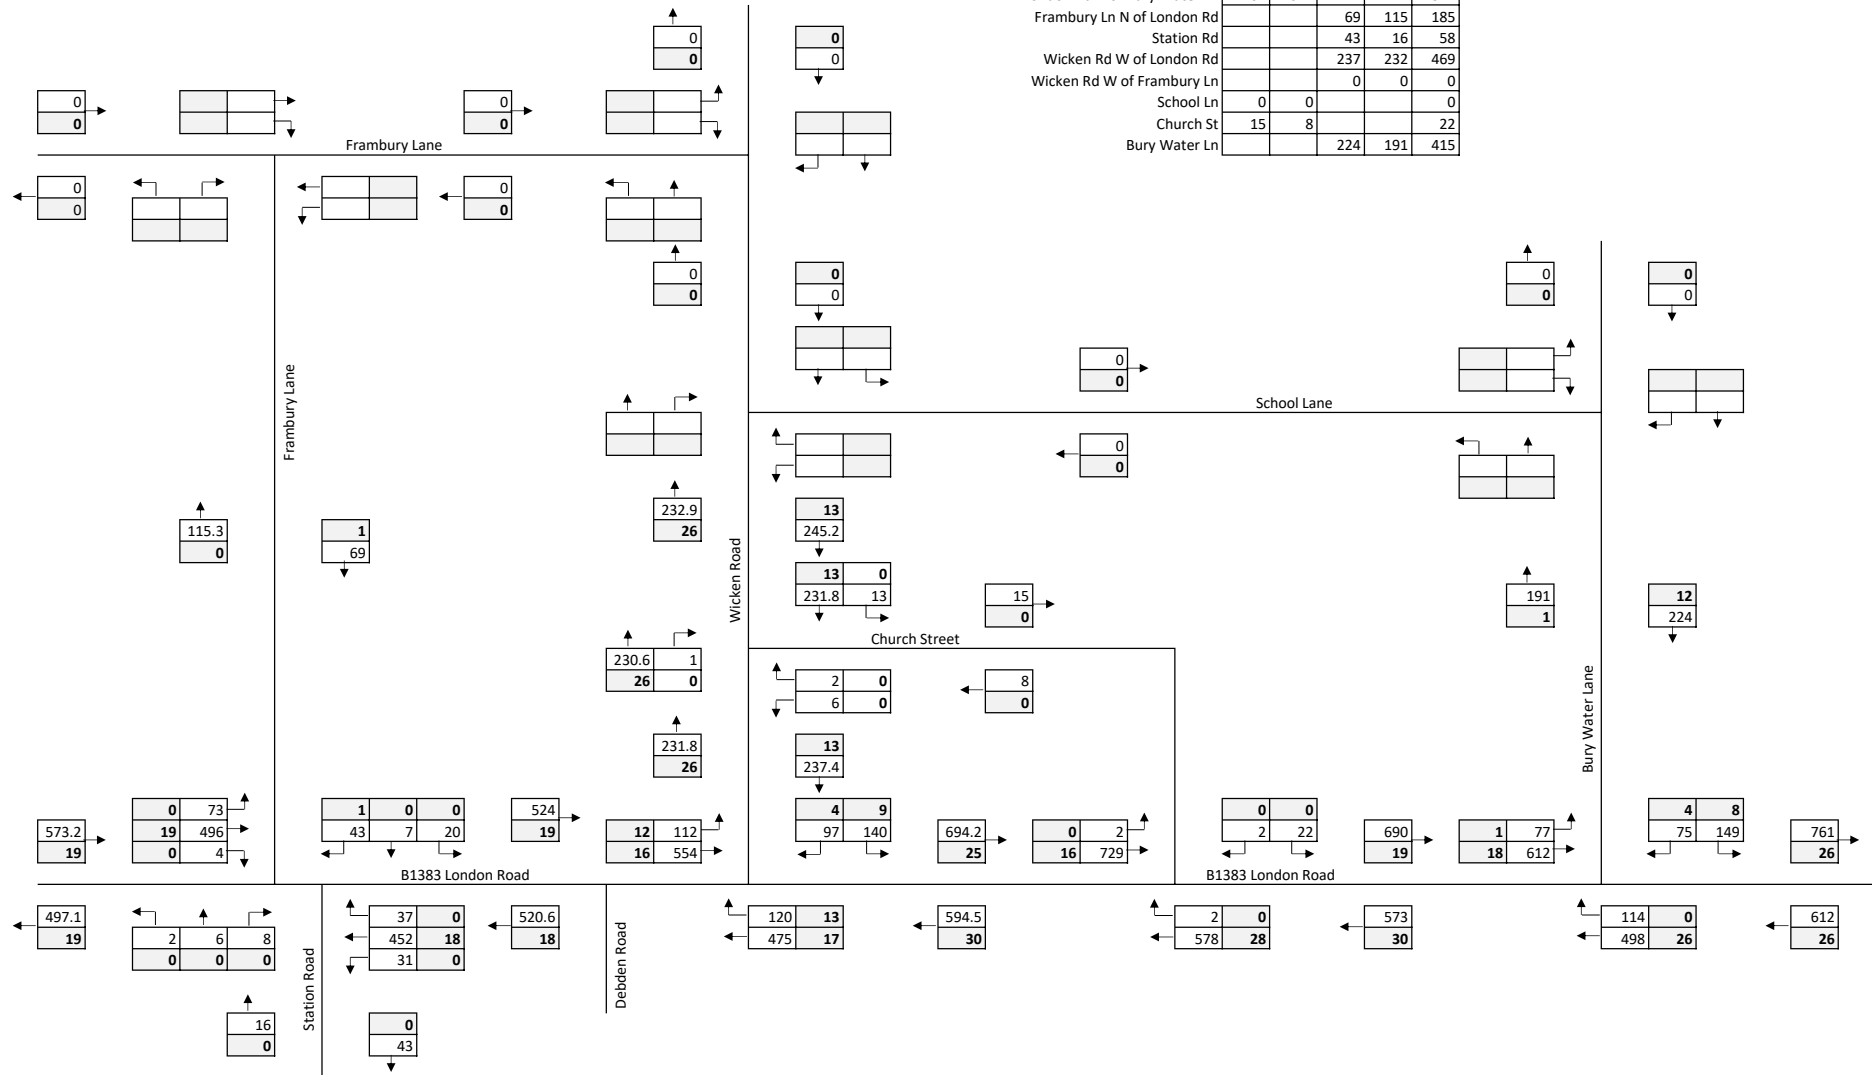 Frambury Ln N of London Rd 69 115 185
0 0 Station Rd 43 16 58
0 0 Wicken Rd W of London Rd 237 232 469
Wicken Rd W of Frambury Ln 0 0 0
0 0 School Ln 0 0 0
0 0 Church St 15 8 22
Frambury Lane Bury Water Ln 224 191 415
0 0
0 0
0 0 0 0
0 0 0 0
0
0
School Lane
Frambury Lane
0
0
232.9 13
26 245.2
115.3 1
0 69
Wicken Road
13 0
231.8 13 15 191 12
0 1 224
Church Street
230.6 1
26 0 2 0 8
6 0 0
Bury Water Lane
231.8 13
26 237.4
0 73 1 0 0 524 4 9 0 0 4 8
573.2 19 496 43 7 20 19 12 112 97 140 694.2 0 2 2 22 690 1 77 75 149 761
19 0 4 16 554 25 16 729 19 18 612 26
B1383 London Road B1383 London Road
497.1 37 0 520.6 120 13 594.5 2 0 573 114 0 612
19 2 6 8 452 18 18 475 17 30 578 28 30 498 26 26
0 0 0 31 0
Station Road
Debden Road
16 0
0 43